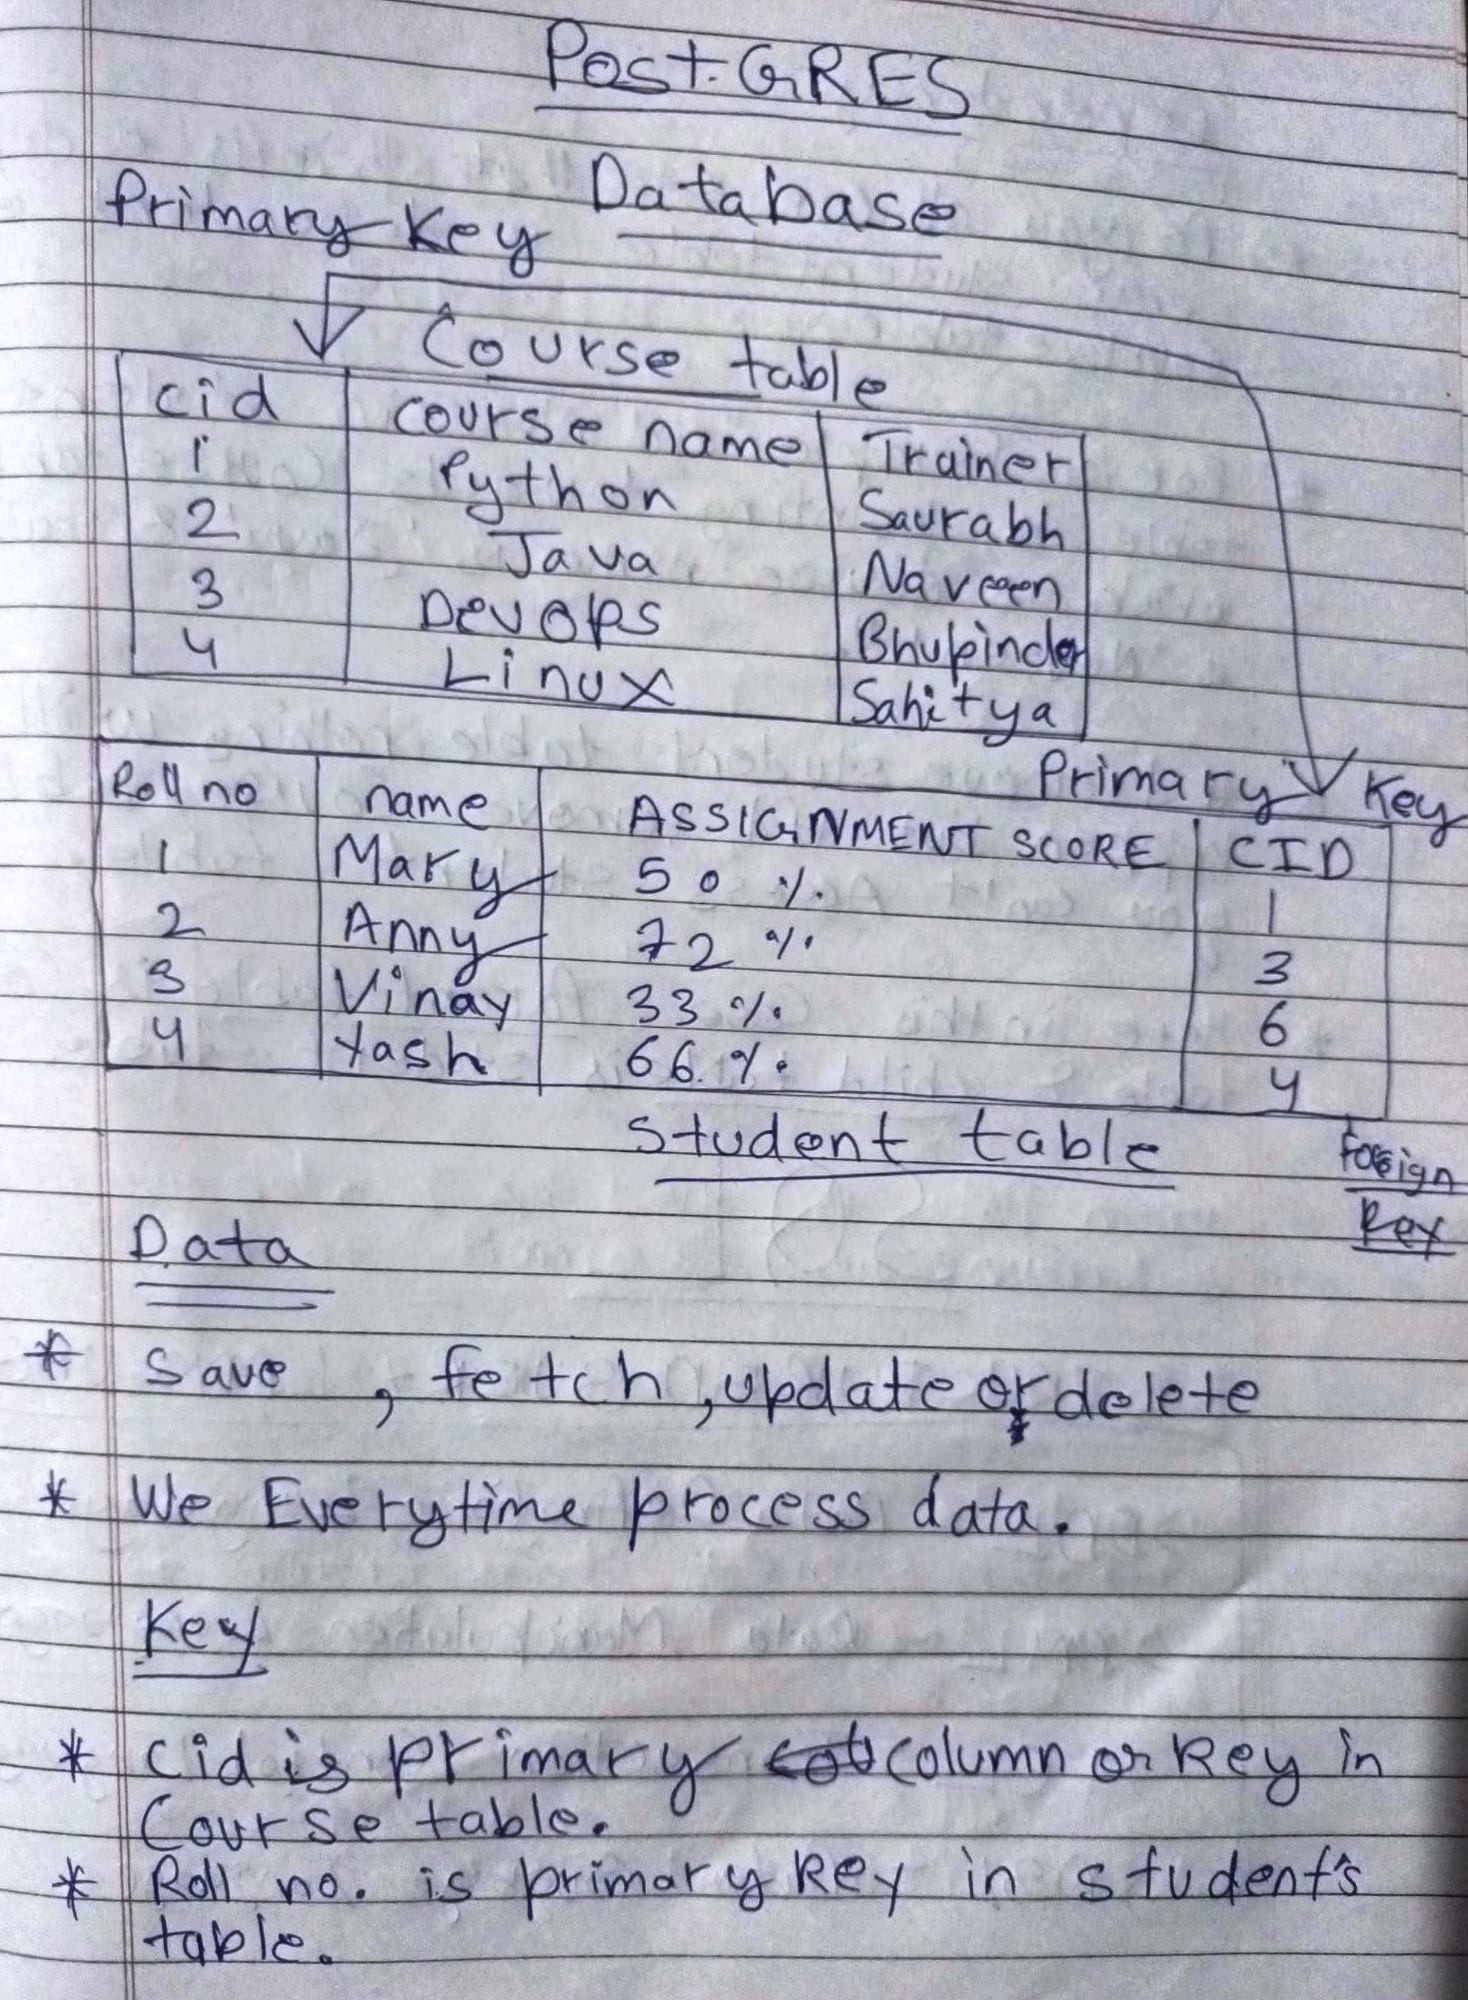 PostGRES
Database
Primary Key
Course table
cid course name Trainer
1 Python Saurabh
2 Java Naveen
3 DevOps Bhupinder
4 Linux Sahitya
Primary Key
Roll no name ASSIGNMENT SCORE CID
1 Mary 50 % 1
2 Anny 72 % 3
3 Vinay 33 % 6
4 Yash 66 % 4
Student table
Foreign
Key
Data
* Save , fetch , update or delete
* We Everytime process data.
Key
* Cid is primary column or key in
Course table.
* Roll no. is primary key in student's
table.